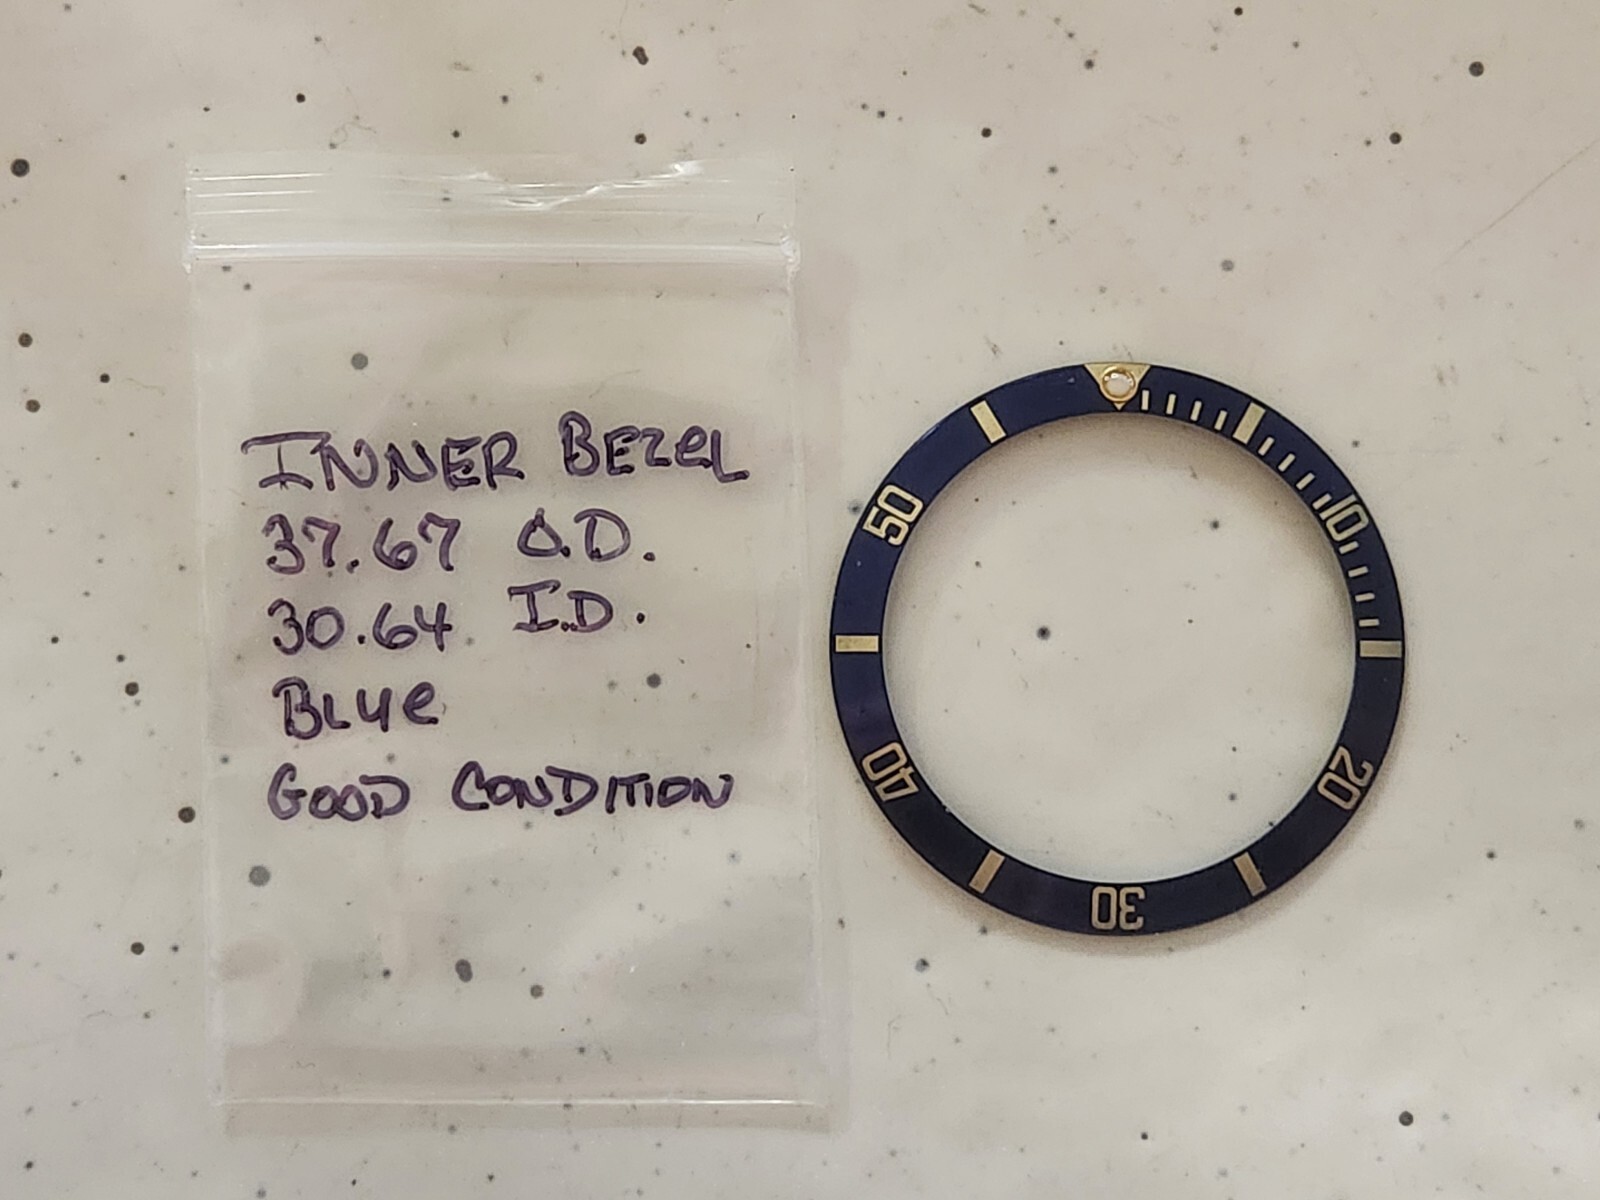 INNER BEZEL
37.67 O.D.
30.64 I.D.
BLUE
GOOD CONDITION
10
20
30
40
50